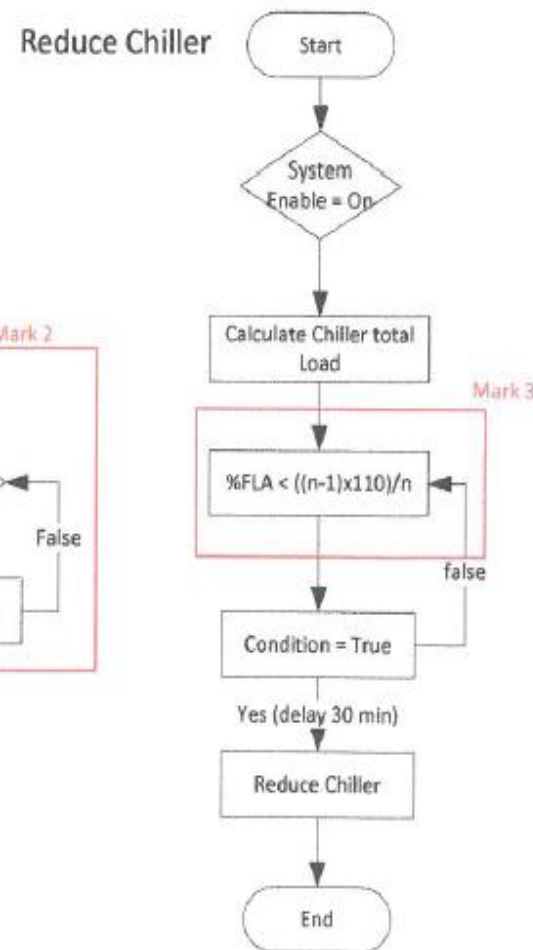 Reduce Chiller
Start
System
Enable = Op
Mark 2
Calculate Chiller total
Load
Mark 3
%FLA < ((n-1)x110)/n
False
false
Condition = True
Yes (delay 30 min)
Reduce Chiller
End